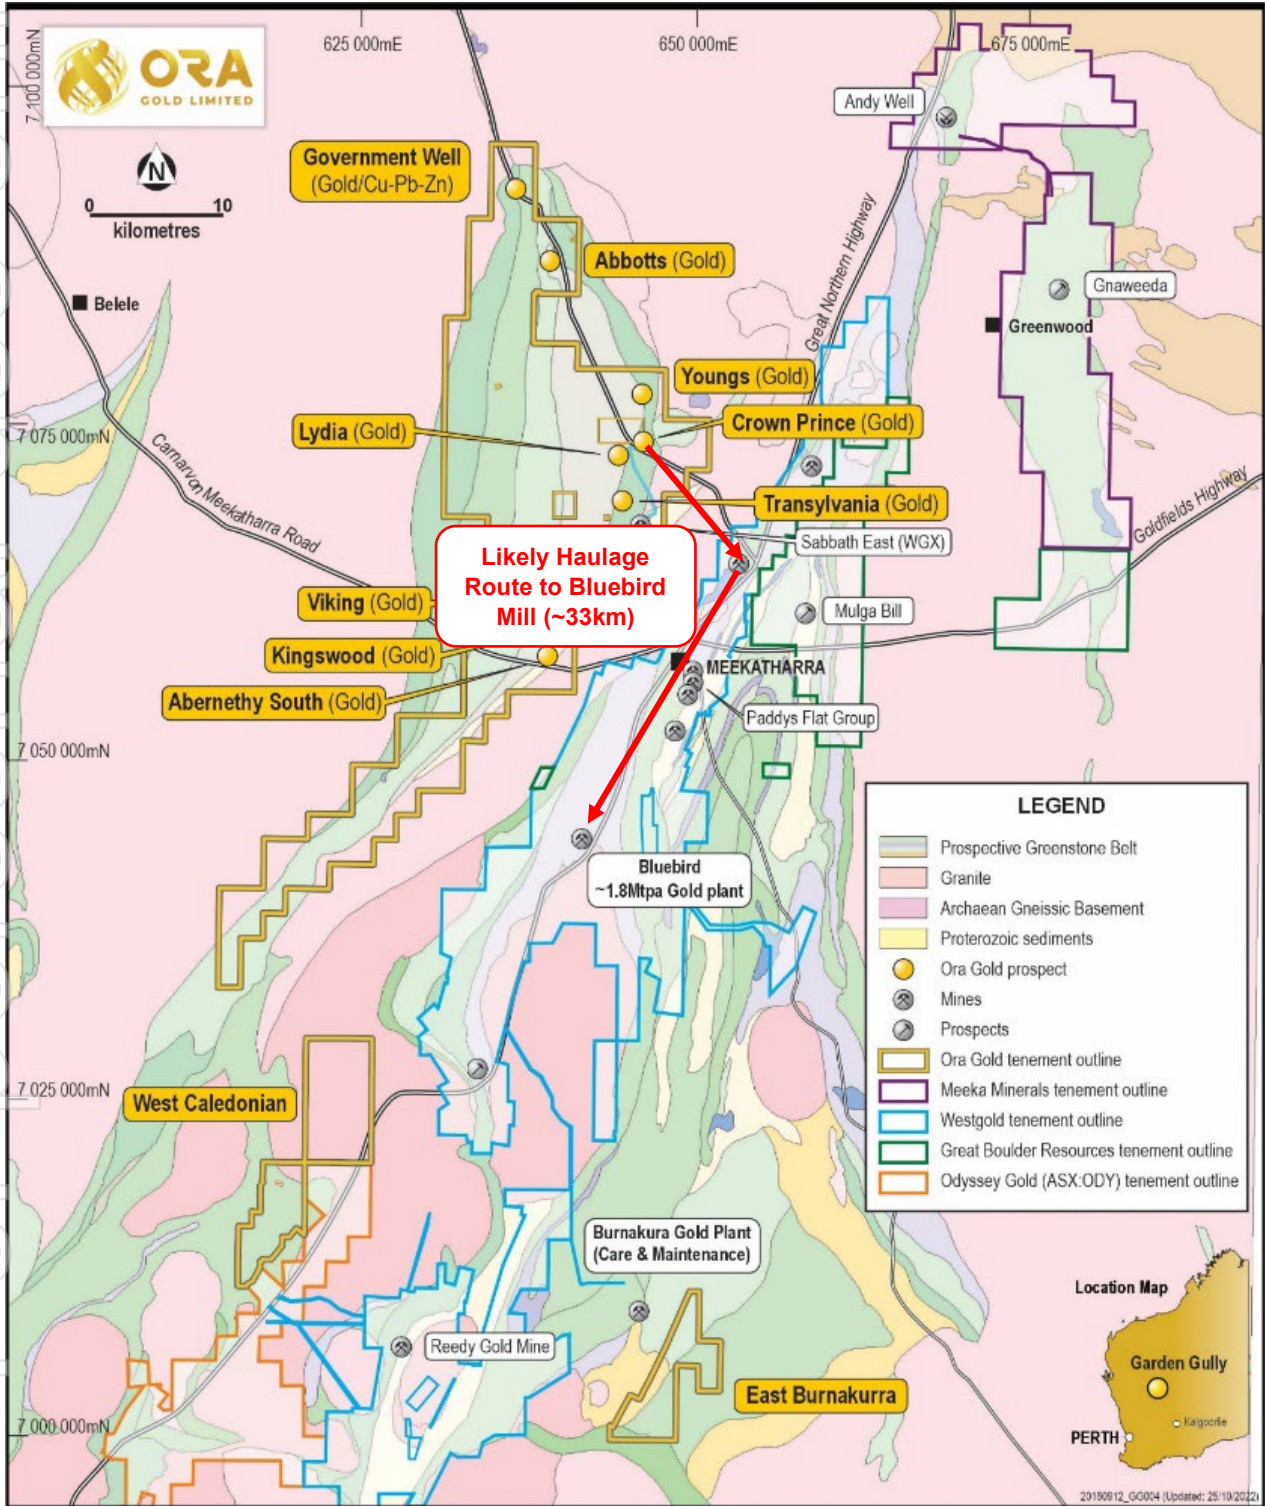 625 000mE
650 000mE
675 000mE
7 100 000mN
ORA
GOLD LIMITED
N
0 10
kilometres
Government Well
(Gold/Cu-Pb-Zn)
Andy Well
Abbotts (Gold)
Great Northern Highway
Gnaweeda
Belele
Greenwood
Youngs (Gold)
Lydia (Gold)
Crown Prince (Gold)
7 075 000mN
Carnarvon Meekatharra Road
Goldfields Highway
Transylvania (Gold)
Sabbath East (WGX)
Likely Haulage
Route to Bluebird
Mill (~33km)
Viking (Gold)
Mulga Bill
Kingswood (Gold)
MEEKATHARRA
Abernethy South (Gold)
Paddys Flat Group
7 050 000mN
Bluebird
~1.8Mtpa Gold plant
LEGEND
Prospective Greenstone Belt
Granite
Archaean Gneissic Basement
Proterozoic sediments
Ora Gold prospect
Mines
Prospects
Ora Gold tenement outline
Meeka Minerals tenement outline
Westgold tenement outline
Great Boulder Resources tenement outline
Odyssey Gold (ASX:ODY) tenement outline
7 025 000mN
West Caledonian
Burnakura Gold Plant
(Care & Maintenance)
Reedy Gold Mine
East Burnakurra
7 000 000mN
Location Map
Garden Gully
Kalgoorlie
PERTH
20190912_GG004 (Updated: 25/10/2022)